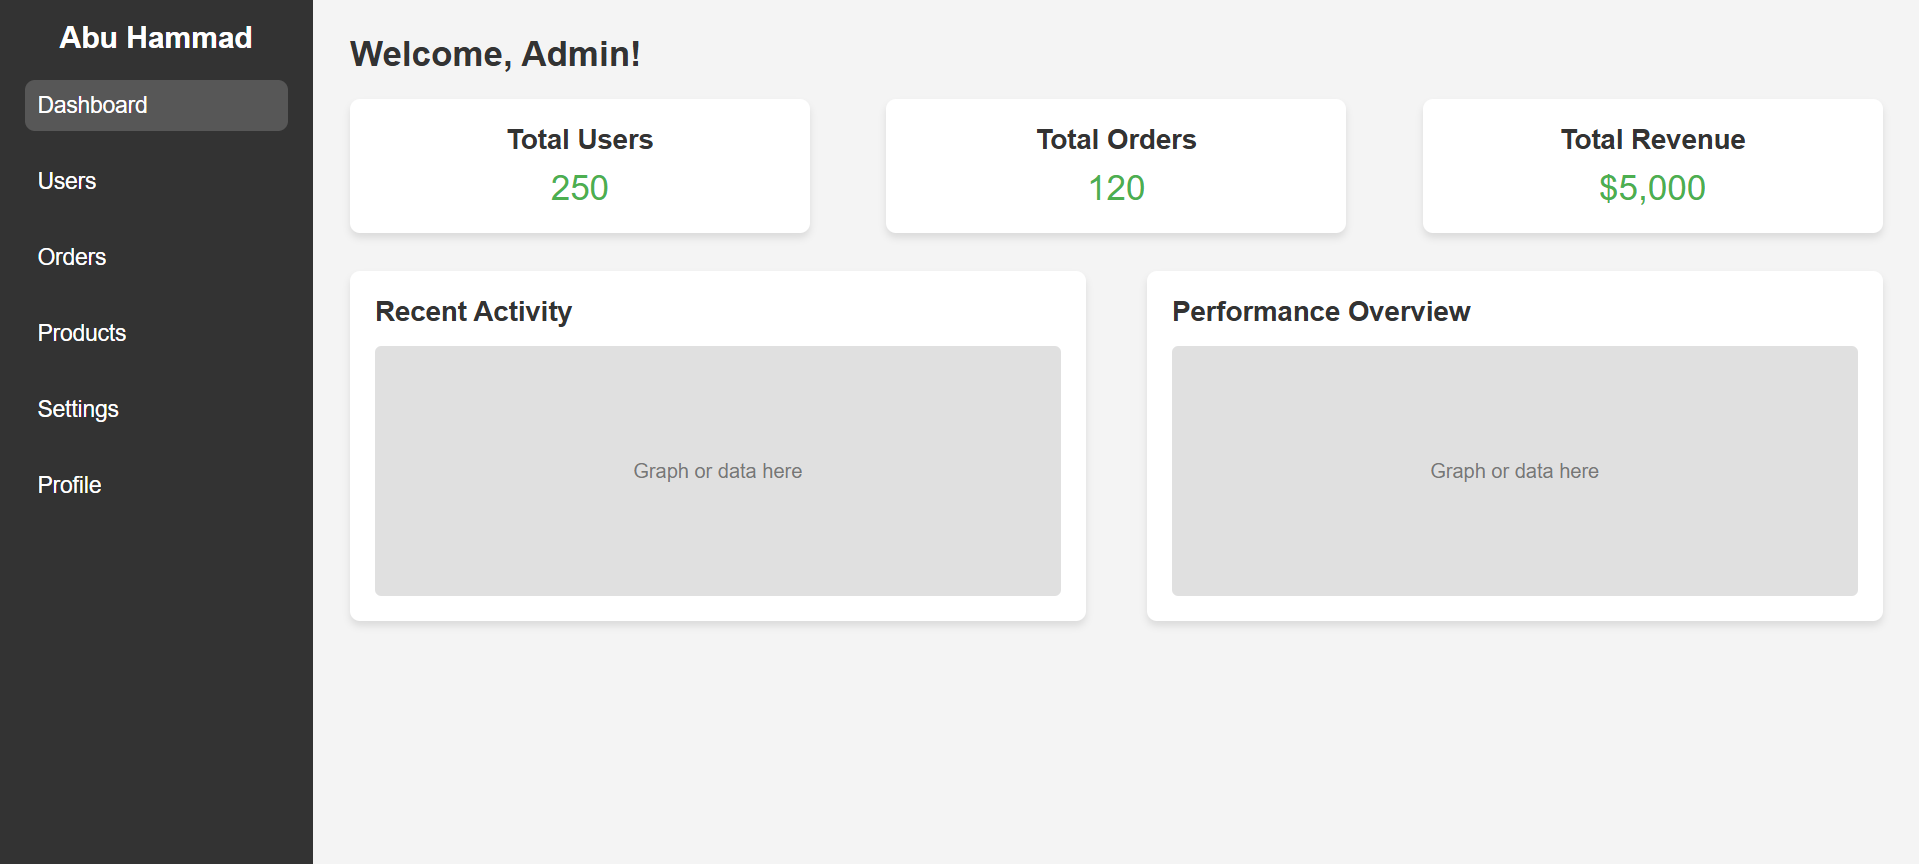 Abu Hammad
Dashboard
Users
Orders
Products
Settings
Profile
Welcome, Admin!
Total Users
250
Total Orders
120
Total Revenue
$5,000
Recent Activity
Graph or data here
Performance Overview
Graph or data here